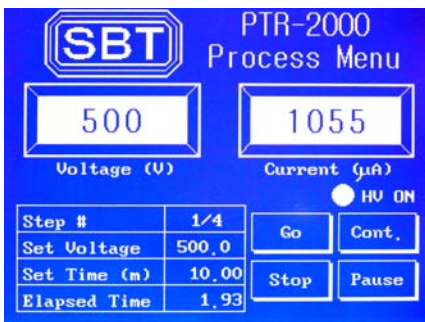 SBT
PTR-2000
Process Menu
500
1055
Voltage (V)
Current (μA)
HV ON
Step # 1/4
Set Voltage 500.0
Set Time (m) 10.00
Elapsed Time 1.93
Go
Cont.
Stop
Pause